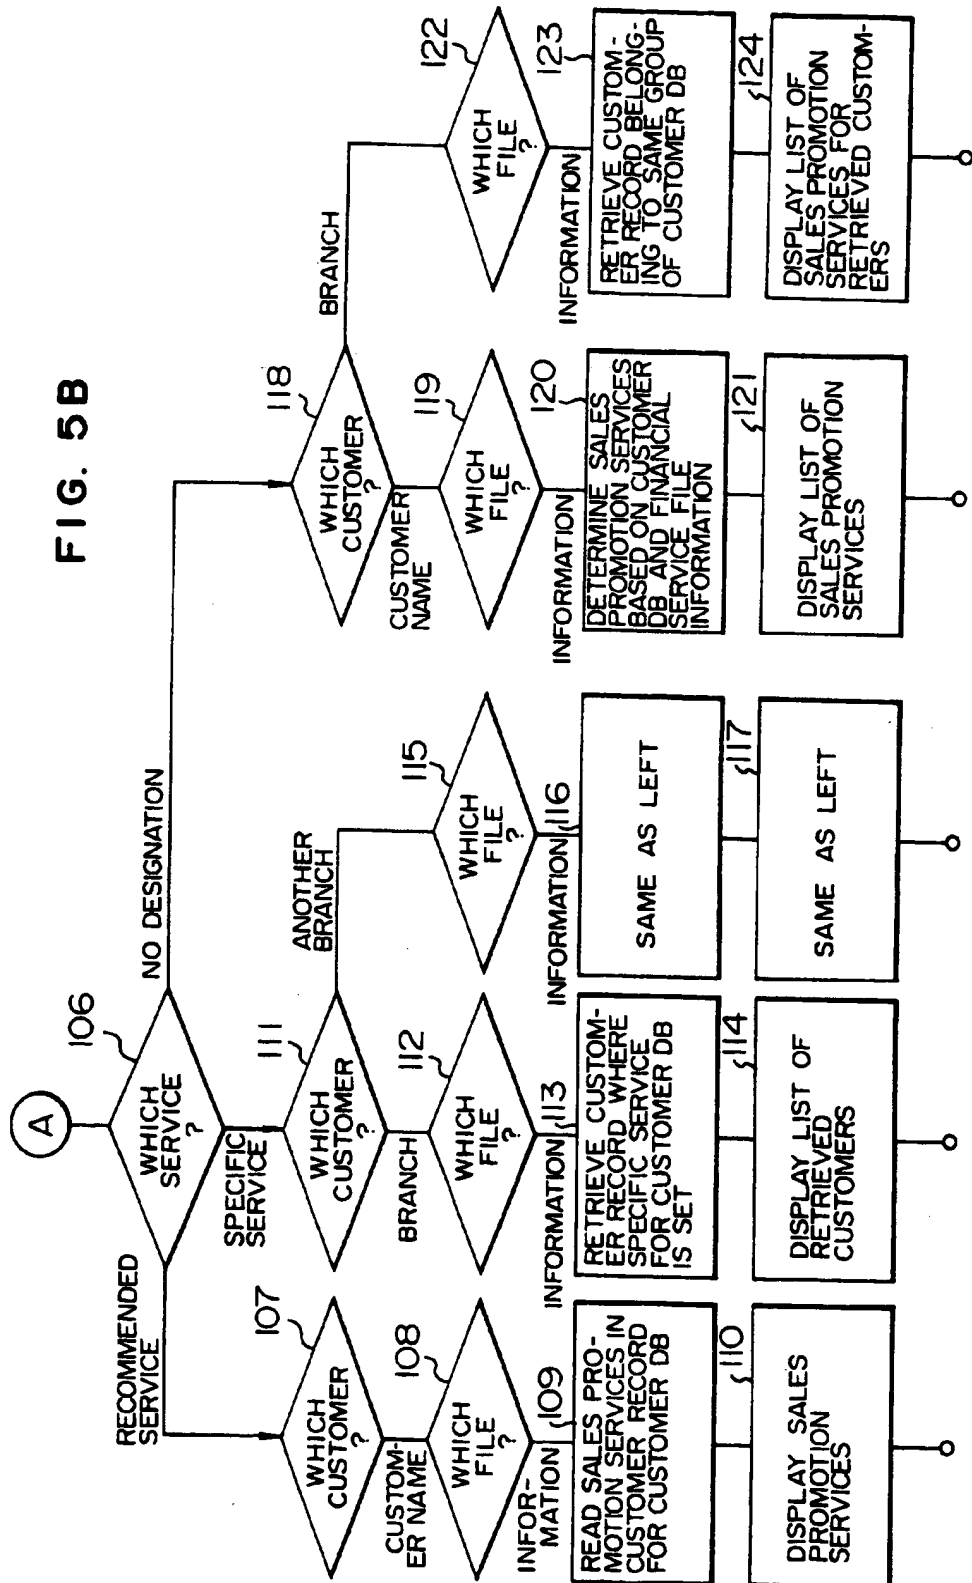 FIG. 5B
A
106
WHICH
SERVICE
?
RECOMMENDED
SERVICE
SPECIFIC
SERVICE
NO DESIGNATION
107
WHICH
CUSTOMER
?
CUSTOM-
ER NAME
108
WHICH
FILE
?
INFOR-
MATION
109
READ SALES PRO-
MOTION SERVICES IN
CUSTOMER RECORD
FOR CUSTOMER DB
110
DISPLAY SALES
PROMOTION
SERVICES
111
WHICH
CUSTOMER
?
BRANCH
ANOTHER
BRANCH
112
WHICH
FILE
?
INFORMATION
113
RETRIEVE CUSTOM-
ER RECORD WHERE
SPECIFIC SERVICE
FOR CUSTOMER DB
IS SET
114
DISPLAY LIST OF
RETRIEVED
CUSTOMERS
115
WHICH
FILE
?
INFORMATION
116
SAME AS LEFT
117
SAME AS LEFT
118
WHICH
CUSTOMER
?
CUSTOMER
NAME
BRANCH
119
WHICH
FILE
?
INFORMATION
120
DETERMINE SALES
PROMOTION SERVICES
BASED ON CUSTOMER
DB AND FINANCIAL
SERVICE FILE
INFORMATION
121
DISPLAY LIST OF
SALES PROMOTION
SERVICES
122
WHICH
FILE
?
INFORMATION
123
RETRIEVE CUSTOM-
ER RECORD BELONG-
ING TO SAME GROUP
OF CUSTOMER DB
124
DISPLAY LIST OF
SALES PROMOTION
SERVICES FOR
RETRIEVED CUSTOM-
ERS